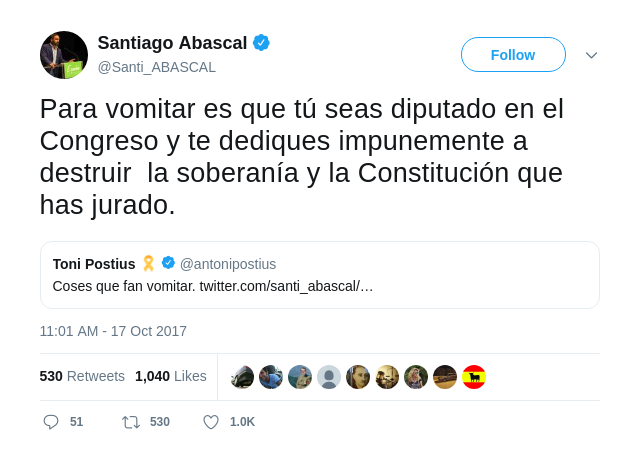 Santiago Abascal
@Santi_ABASCAL
Follow
Para vomitar es que tú seas diputado en el
Congreso y te dediques impunemente a
destruir  la soberanía y la Constitución que
has jurado.
Toni Postius 🎗 @antonipostius
Coses que fan vomitar. twitter.com/santi_abascal/…
11:01 AM - 17 Oct 2017
530 Retweets 1,040 Likes
51 530 1.0K